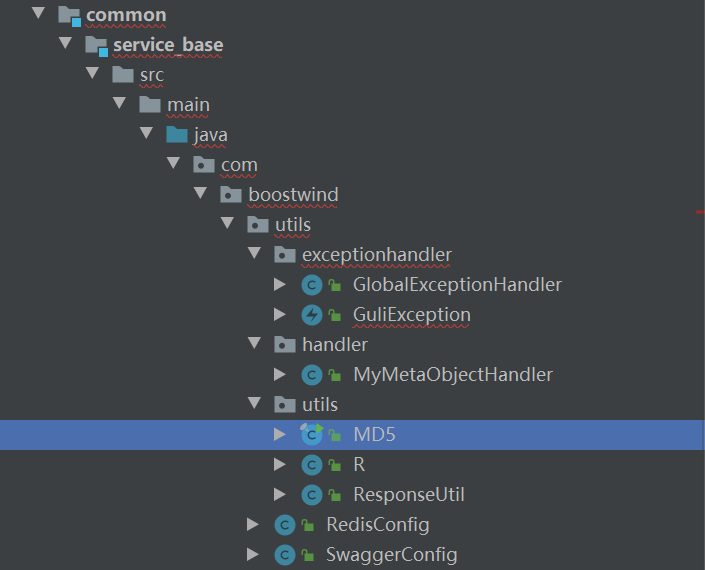 common
service_base
src
main
java
com
boostwind
utils
exceptionhandler
GlobalExceptionHandler
GuliException
handler
MyMetaObjectHandler
utils
MD5
R
ResponseUtil
RedisConfig
SwaggerConfig